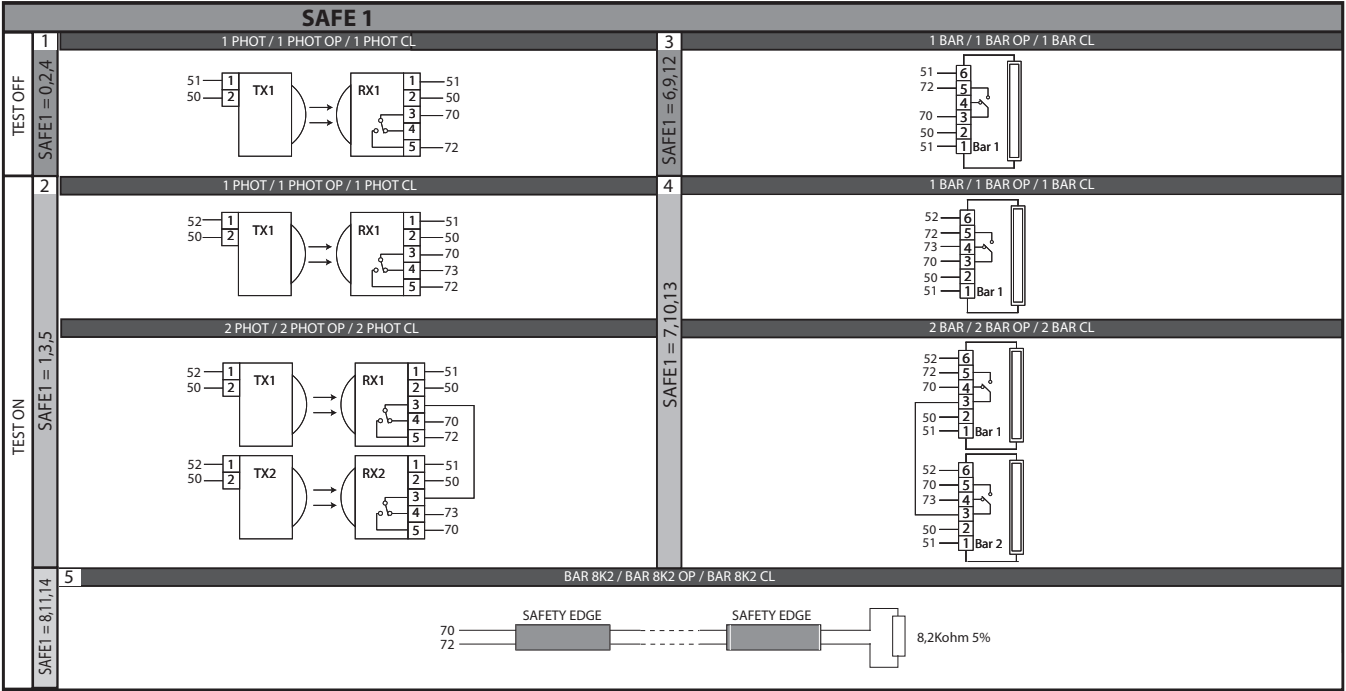 SAFE 1
TEST OFF
1
1 PHOT / 1 PHOT OP / 1 PHOT CL
SAFE1 = 0,2,4
51 1 TX1 RX1 1 51
50 2 2 50
3 70
4
5 72
3
1 BAR / 1 BAR OP / 1 BAR CL
SAFE1 = 6,9,12
51 6
72 5
4
70 3
50 2
51 1 Bar 1
TEST ON
2
1 PHOT / 1 PHOT OP / 1 PHOT CL
SAFE1 = 1,3,5
52 1 TX1 RX1 1 51
50 2 2 50
3 70
4 73
5 72
2 PHOT / 2 PHOT OP / 2 PHOT CL
52 1 TX1 RX1 1 51
50 2 2 50
3
4 70
5 72
52 1 TX2 RX2 1 51
50 2 2 50
3
4 73
5 70
4
1 BAR / 1 BAR OP / 1 BAR CL
SAFE1 = 7,10,13
52 6
72 5
73 4
70 3
50 2
51 1 Bar 1
2 BAR / 2 BAR OP / 2 BAR CL
52 6
72 5
70 4
3
50 2
51 1 Bar 1
52 6
70 5
73 4
3
50 2
51 1 Bar 2
5
BAR 8K2 / BAR 8K2 OP / BAR 8K2 CL
SAFE1 = 8,11,14
SAFETY EDGE SAFETY EDGE
70
72
8,2Kohm 5%